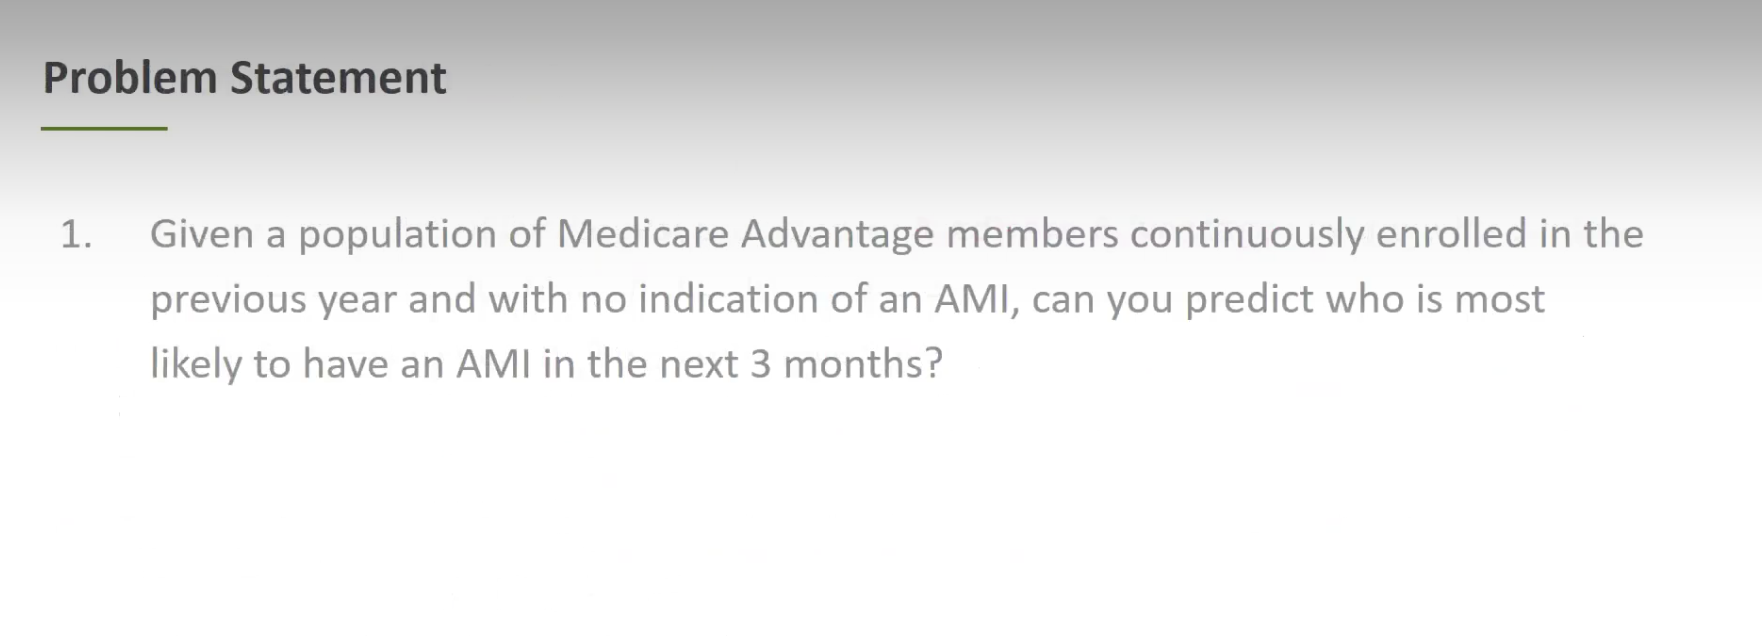 Problem Statement
1. Given a population of Medicare Advantage members continuously enrolled in the
previous year and with no indication of an AMI, can you predict who is most
likely to have an AMI in the next 3 months?